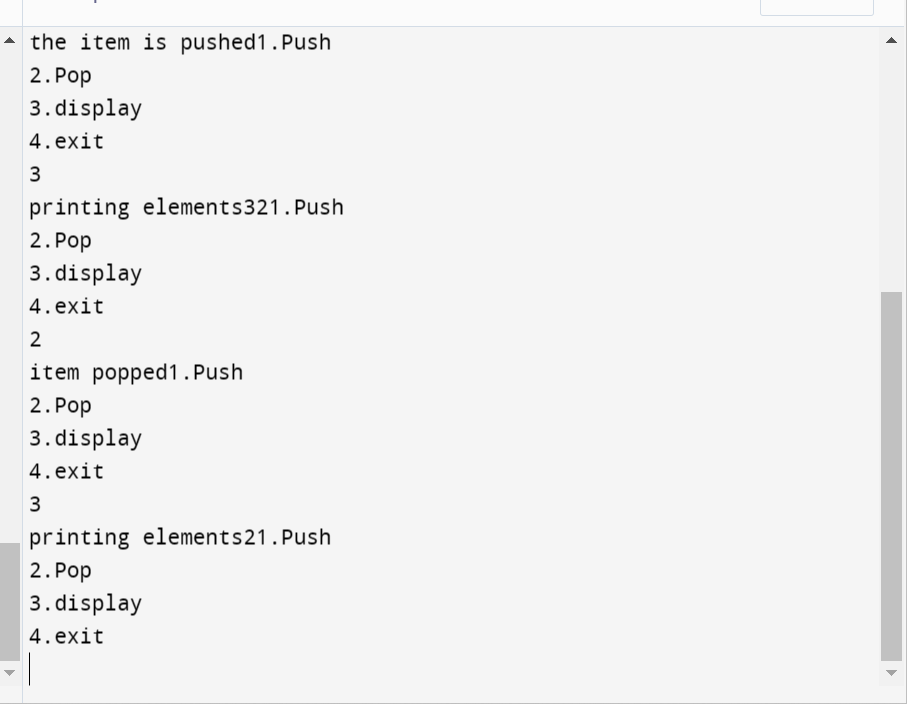 the item is pushed1.Push
2.Pop
3.display
4.exit
3
printing elements321.Push
2.Pop
3.display
4.exit
2
item popped1.Push
2.Pop
3.display
4.exit
3
printing elements21.Push
2.Pop
3.display
4.exit